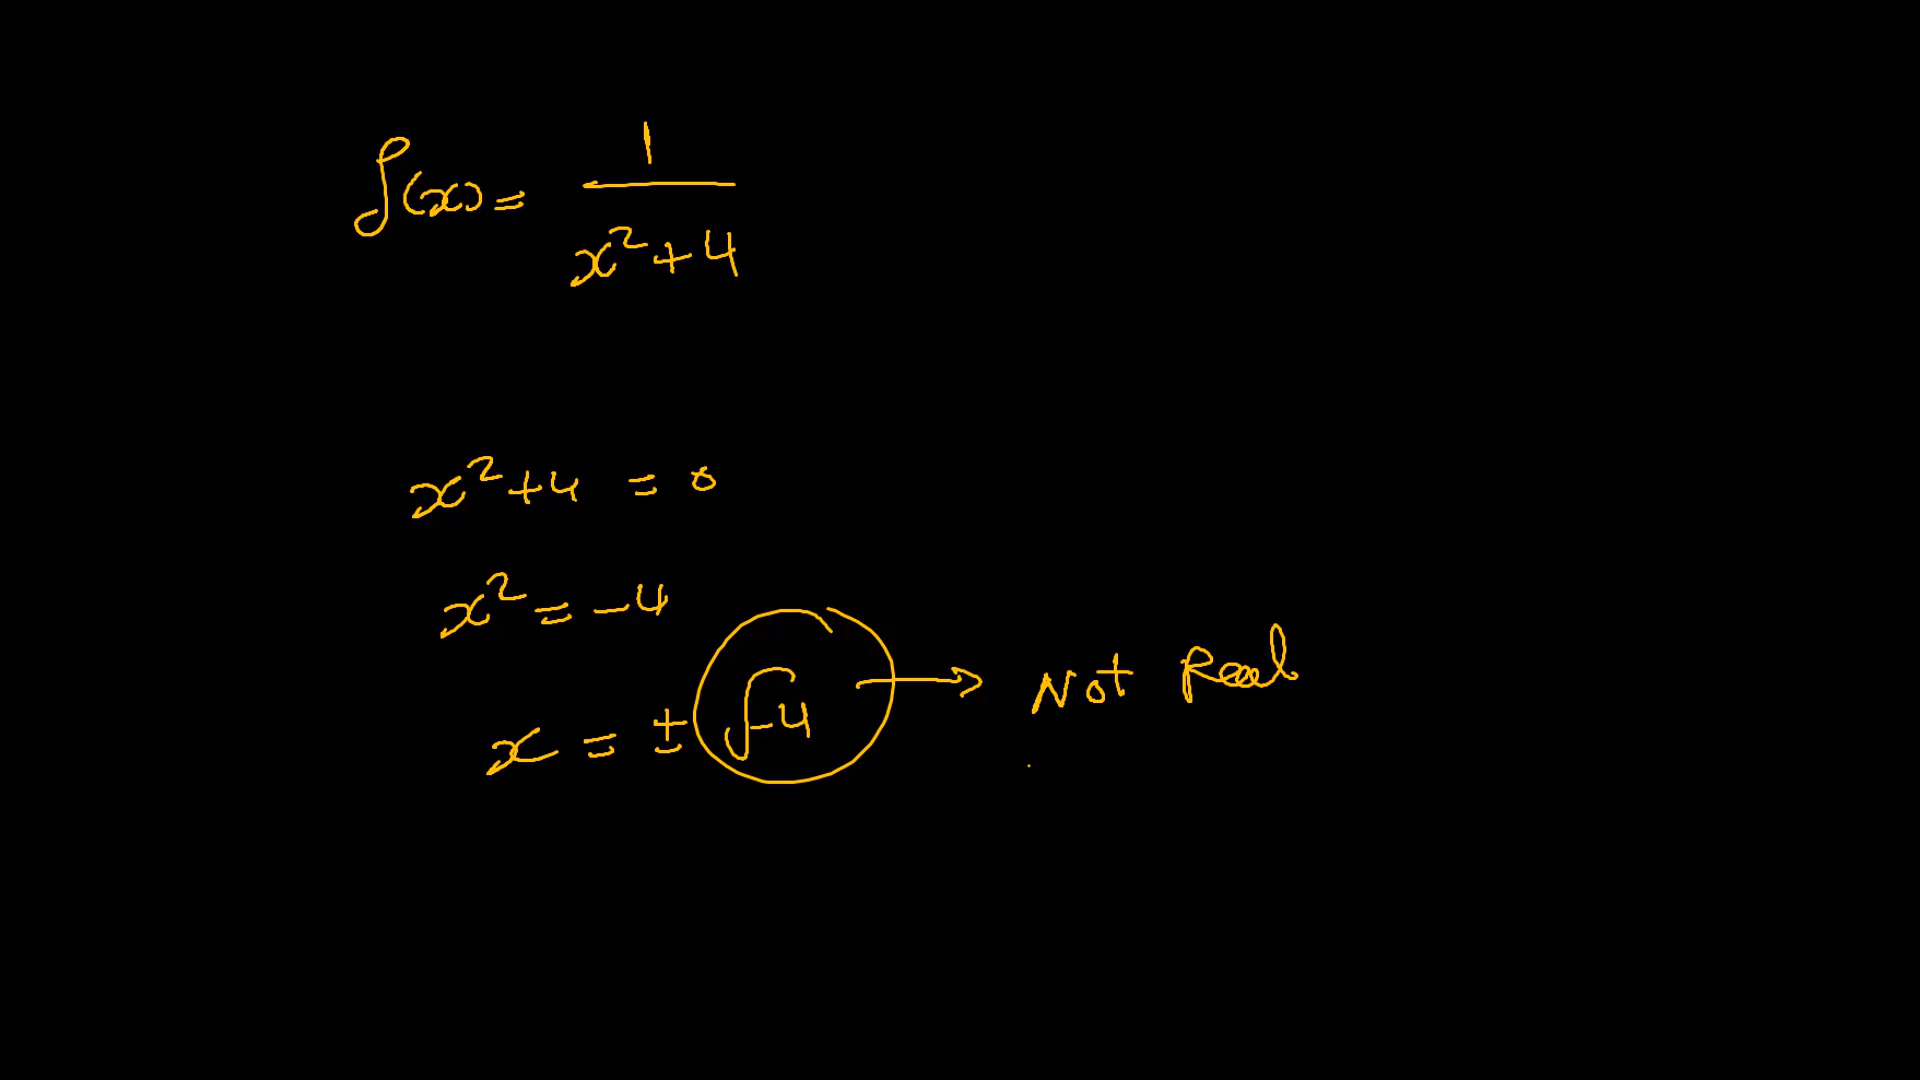 f(x) = 1/(x²+4)
x²+4 = 0
x² = -4
x = ± √-4 → Not Real